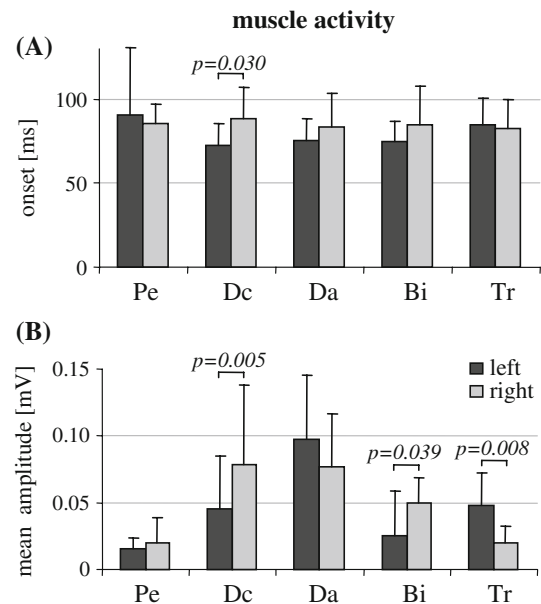 muscle activity
(A)
p=0.030
onset [ms]
100
50
0
Pe Dc Da Bi Tr
(B)
mean amplitude [mV]
0.15
0.10
0.05
0
p=0.005
left
right
p=0.039
p=0.008
Pe Dc Da Bi Tr